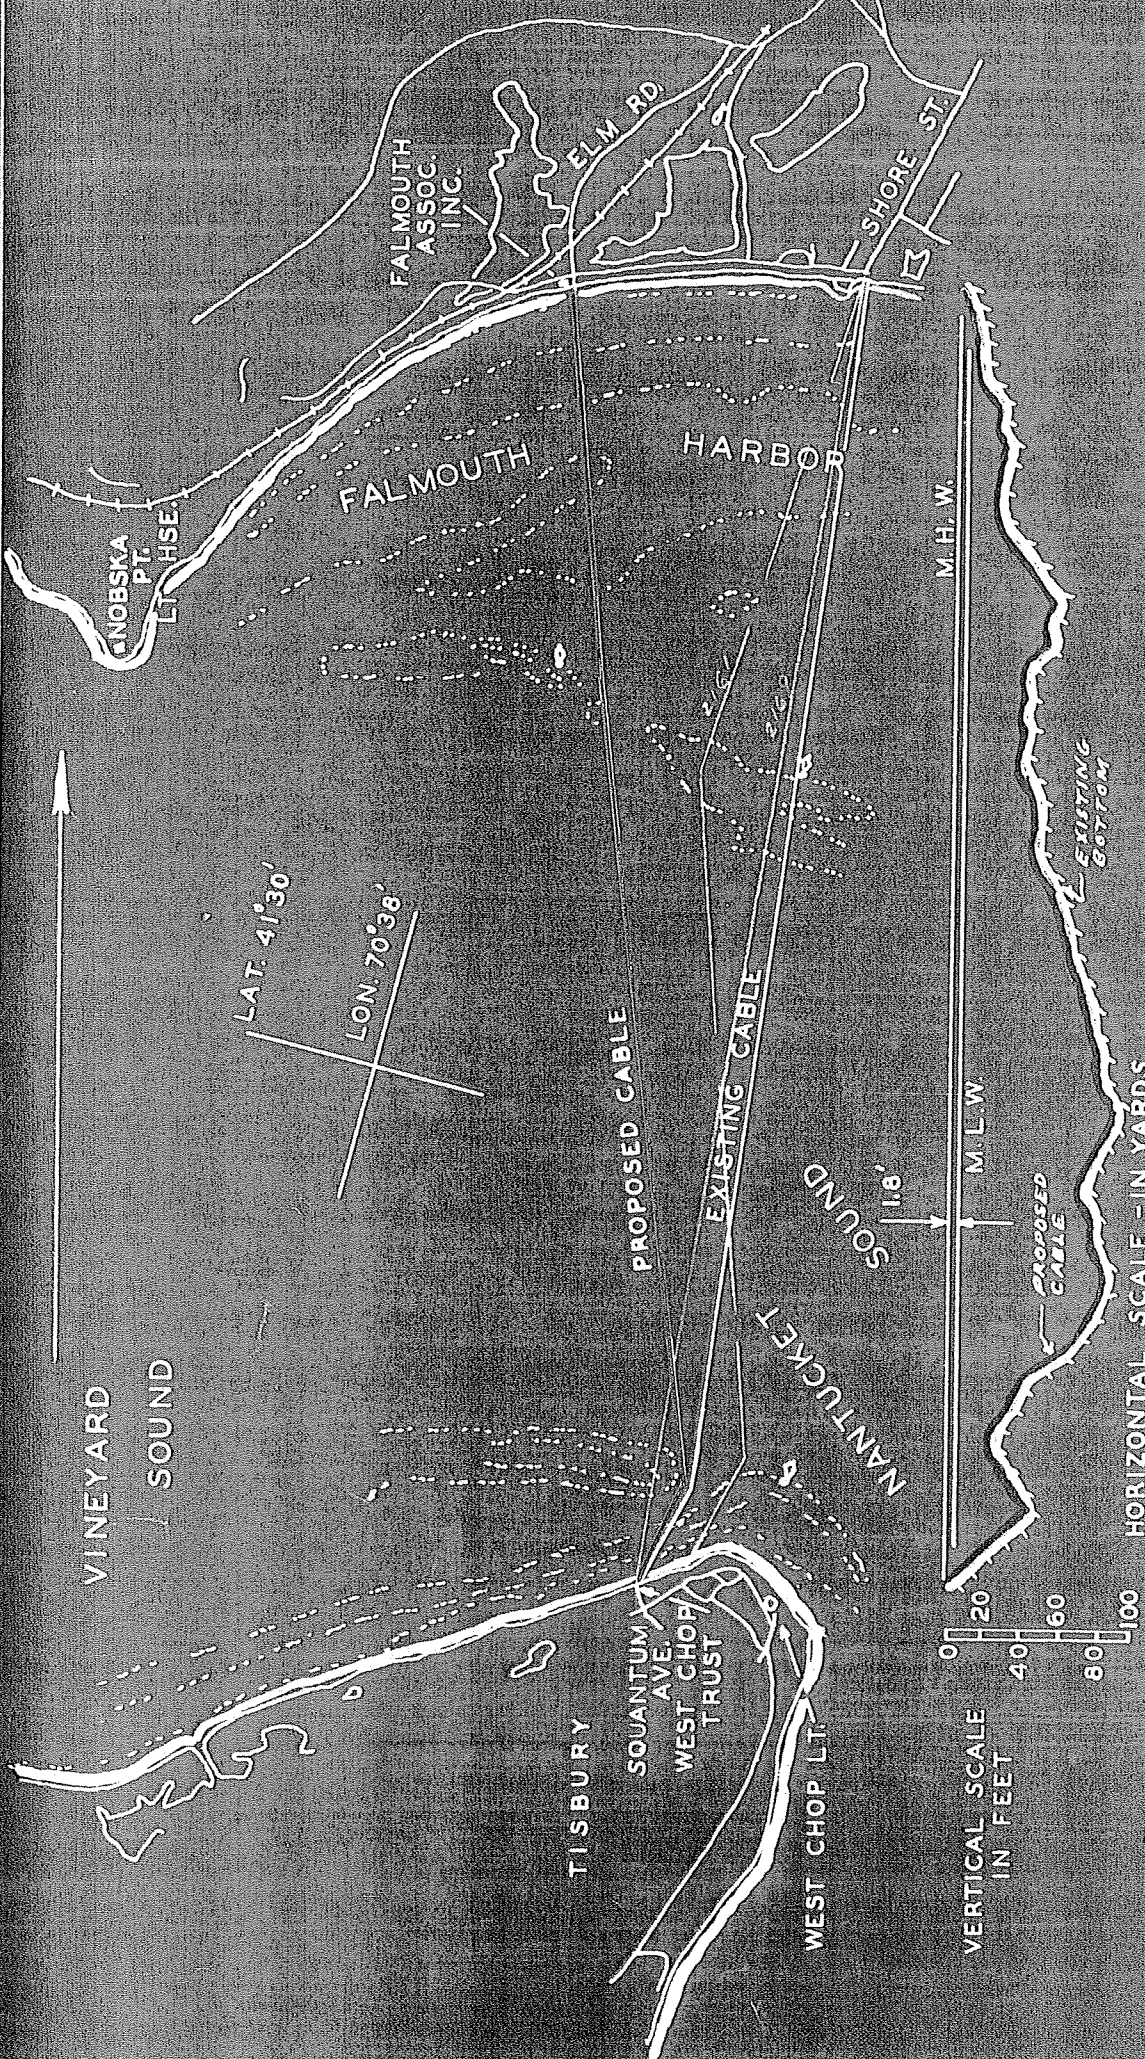 VINEYARD
SOUND
NOBSKA
PT.
LT. HSE.
FALMOUTH
ASSOC.
INC.
ELM RD.
SHORE ST.
FALMOUTH HARBOR
LAT. 41°30'
LON. 70°38'
PROPOSED CABLE
EXISTING CABLE
NANTUCKET SOUND
TISBURY
SQUANTUM
AVE.
WEST CHOP
TRUST
WEST CHOP LT.
M. H. W.
M. L. W
1.8'
EXISTING
BOTTOM
PROPOSED
CABLE
VERTICAL SCALE
IN FEET
0
20
40
60
80
100
HORIZONTAL SCALE - IN YARDS